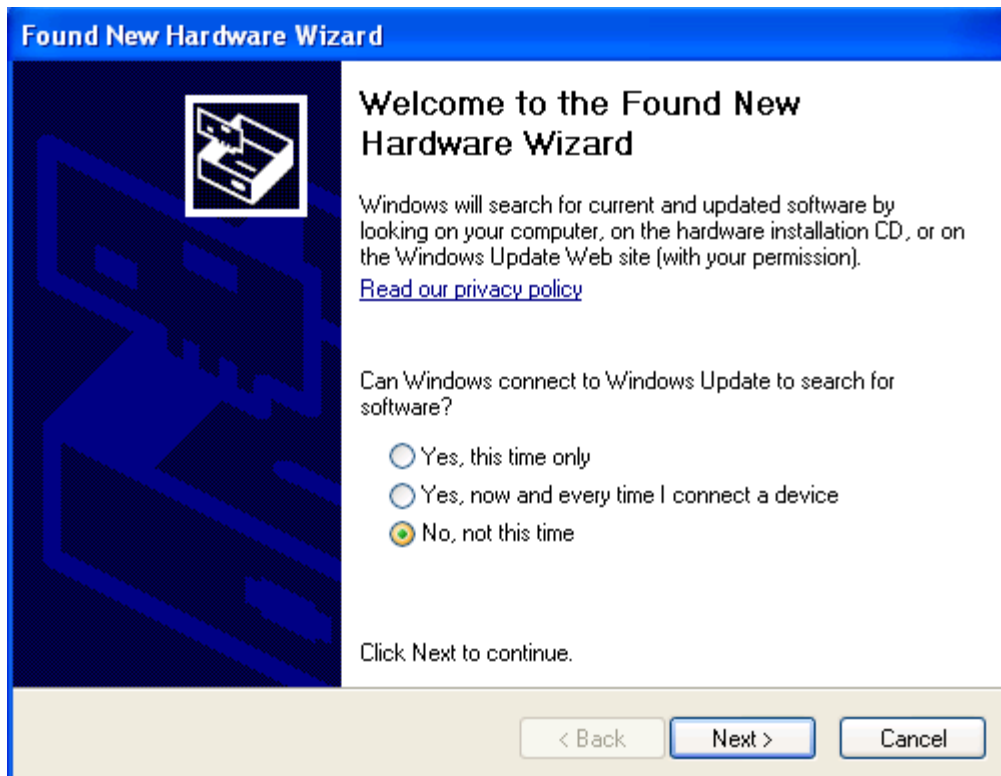 Found New Hardware Wizard
Welcome to the Found New
Hardware Wizard
Windows will search for current and updated software by
looking on your computer, on the hardware installation CD, or on
the Windows Update Web site (with your permission).
Read our privacy policy
Can Windows connect to Windows Update to search for
software?
Yes, this time only
Yes, now and every time I connect a device
No, not this time
Click Next to continue.
< Back Next > Cancel